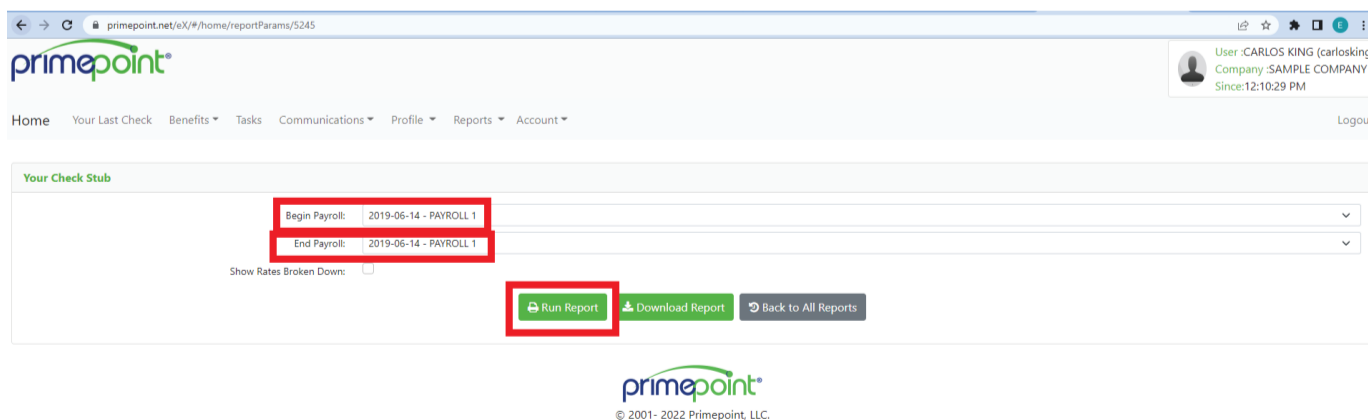 primepoint.net/eX/#/home/reportParams/5245
E
primepoint®
User :CARLOS KING (carlosking
Company :SAMPLE COMPANY
Since:12:10:29 PM
Home Your Last Check Benefits Tasks Communications Profile Reports Account Logou
Your Check Stub
Begin Payroll: 2019-06-14 - PAYROLL 1
End Payroll: 2019-06-14 - PAYROLL 1
Show Rates Broken Down:
Run Report Download Report Back to All Reports
primepoint®
© 2001- 2022 Primepoint, LLC.